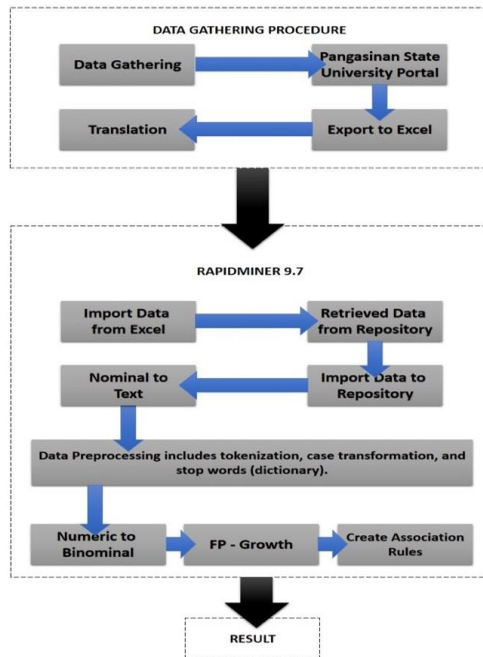 DATA GATHERING PROCEDURE
Data Gathering
Pangasinan State
University Portal
Translation
Export to Excel
RAPIDMINER 9.7
Import Data
from Excel
Retrieved Data
from Repository
Nominal to
Text
Import Data to
Repository
Data Preprocessing includes tokenization, case transformation, and
stop words (dictionary).
Numeric to
Binominal
FP - Growth
Create Association
Rules
RESULT